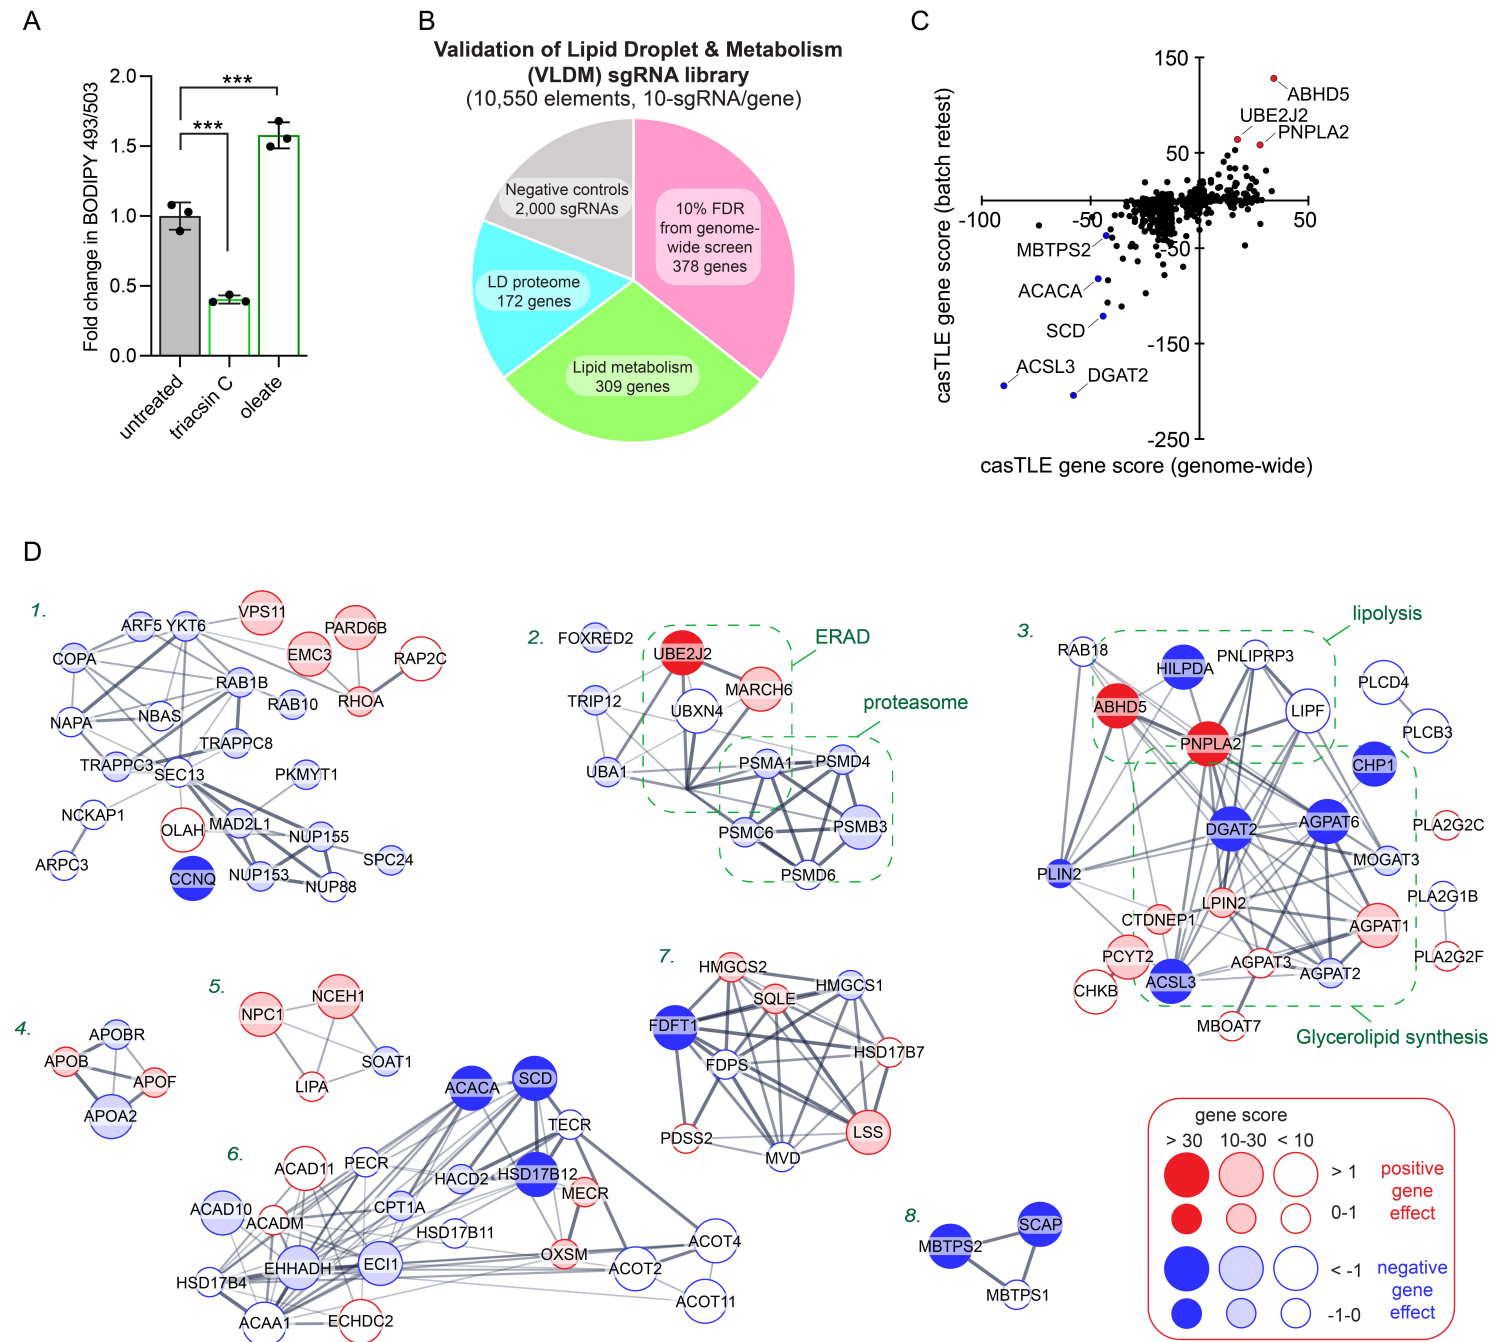 A
2.0
1.5
1.0
0.5
0.0
Fold change in BODIPY 493/503
***
***
untreated
triacsin C
oleate
B
Validation of Lipid Droplet & Metabolism
(VLDM) sgRNA library
(10,550 elements, 10-sgRNA/gene)
Negative controls
2,000 sgRNAs
10% FDR
from genome-
wide screen
378 genes
LD proteome
172 genes
Lipid metabolism
309 genes
C
casTLE gene score (batch retest)
150
50
-50
-150
-250
-100
-50
50
ABHD5
UBE2J2
PNPLA2
MBTPS2
ACACA
SCD
ACSL3
DGAT2
casTLE gene score (genome-wide)
D
1.
ARF5
YKT6
VPS11
PARD6B
COPA
EMC3
RAP2C
RAB1B
RAB10
RHOA
NAPA
NBAS
TRAPPC8
TRAPPC3
SEC13
PKMYT1
NCKAP1
OLAH
MAD2L1
NUP155
ARPC3
CCNQ
NUP153
NUP88
SPC24
2.
FOXRED2
ERAD
UBE2J2
MARCH6
TRIP12
UBXN4
proteasome
UBA1
PSMA1
PSMD4
PSMC6
PSMB3
PSMD6
3.
lipolysis
RAB18
HILPDA
PNLIPRP3
PLCD4
ABHD5
LIPF
PLCB3
PNPLA2
CHP1
DGAT2
AGPAT6
PLA2G2C
PLIN2
MOGAT3
LPIN2
PLA2G1B
CTDNEP1
AGPAT1
PCYT2
AGPAT3
PLA2G2F
ACSL3
AGPAT2
CHKB
MBOAT7
Glycerolipid synthesis
4.
APOBR
APOB
APOF
APOA2
5.
NCEH1
NPC1
SOAT1
LIPA
6.
ACACA
SCD
TECR
ACAD11
PECR
HACD2
HSD17B12
MECR
ACAD10
ACADM
CPT1A
HSD17B11
ACOT4
OXSM
EHHADH
ECI1
ACOT2
HSD17B4
ACOT11
ACAA1
ECHDC2
7.
HMGCS2
SQLE
HMGCS1
FDFT1
FDPS
HSD17B7
PDSS2
LSS
MVD
8.
SCAP
MBTPS2
MBTPS1
gene score
> 30 10-30 < 10
> 1
0-1
positive
gene
effect
< -1
-1-0
negative
gene
effect